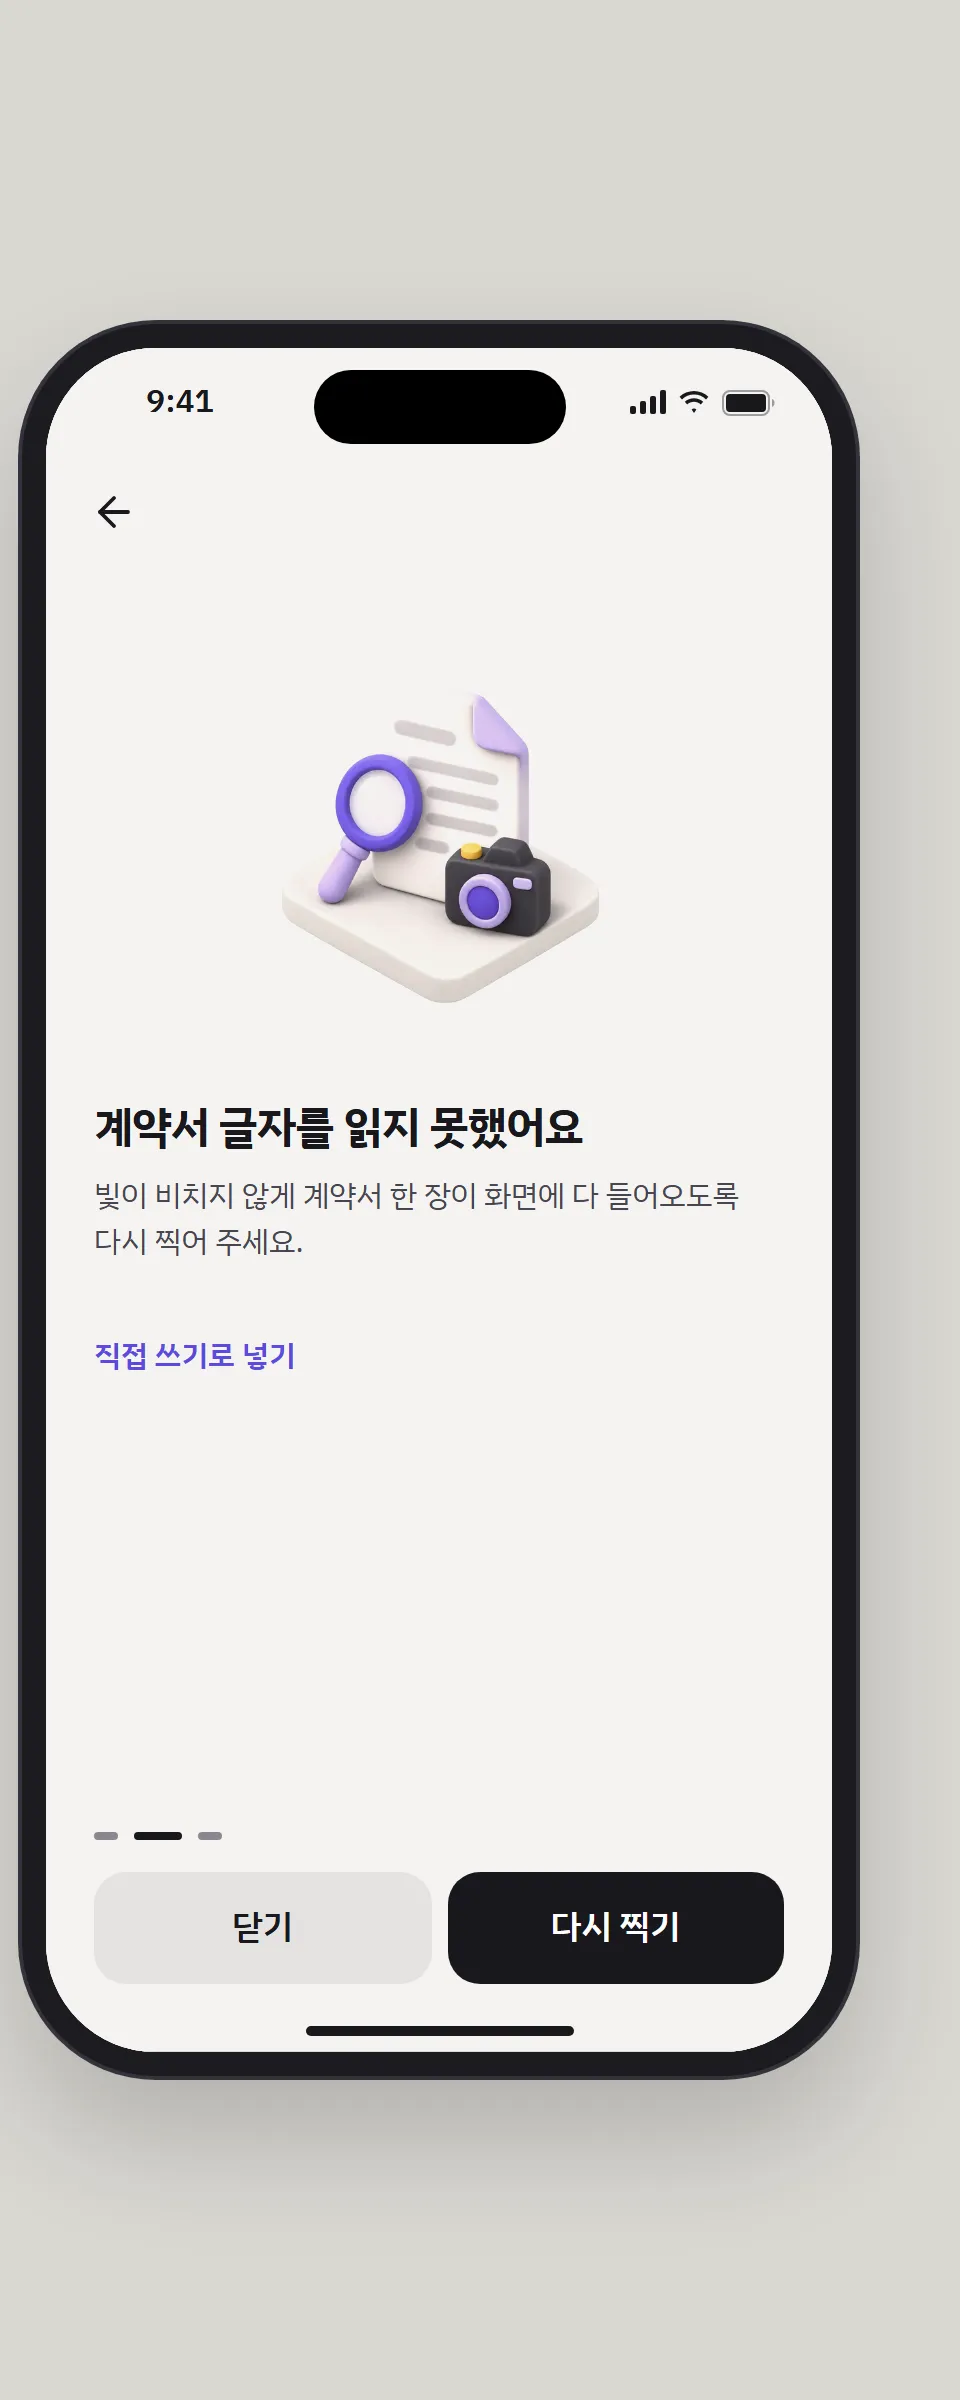 9:41
계약서 글자를 읽지 못했어요
빛이 비치지 않게 계약서 한 장이 화면에 다 들어오도록
다시 찍어 주세요.
직접 쓰기로 넣기
닫기
다시 찍기